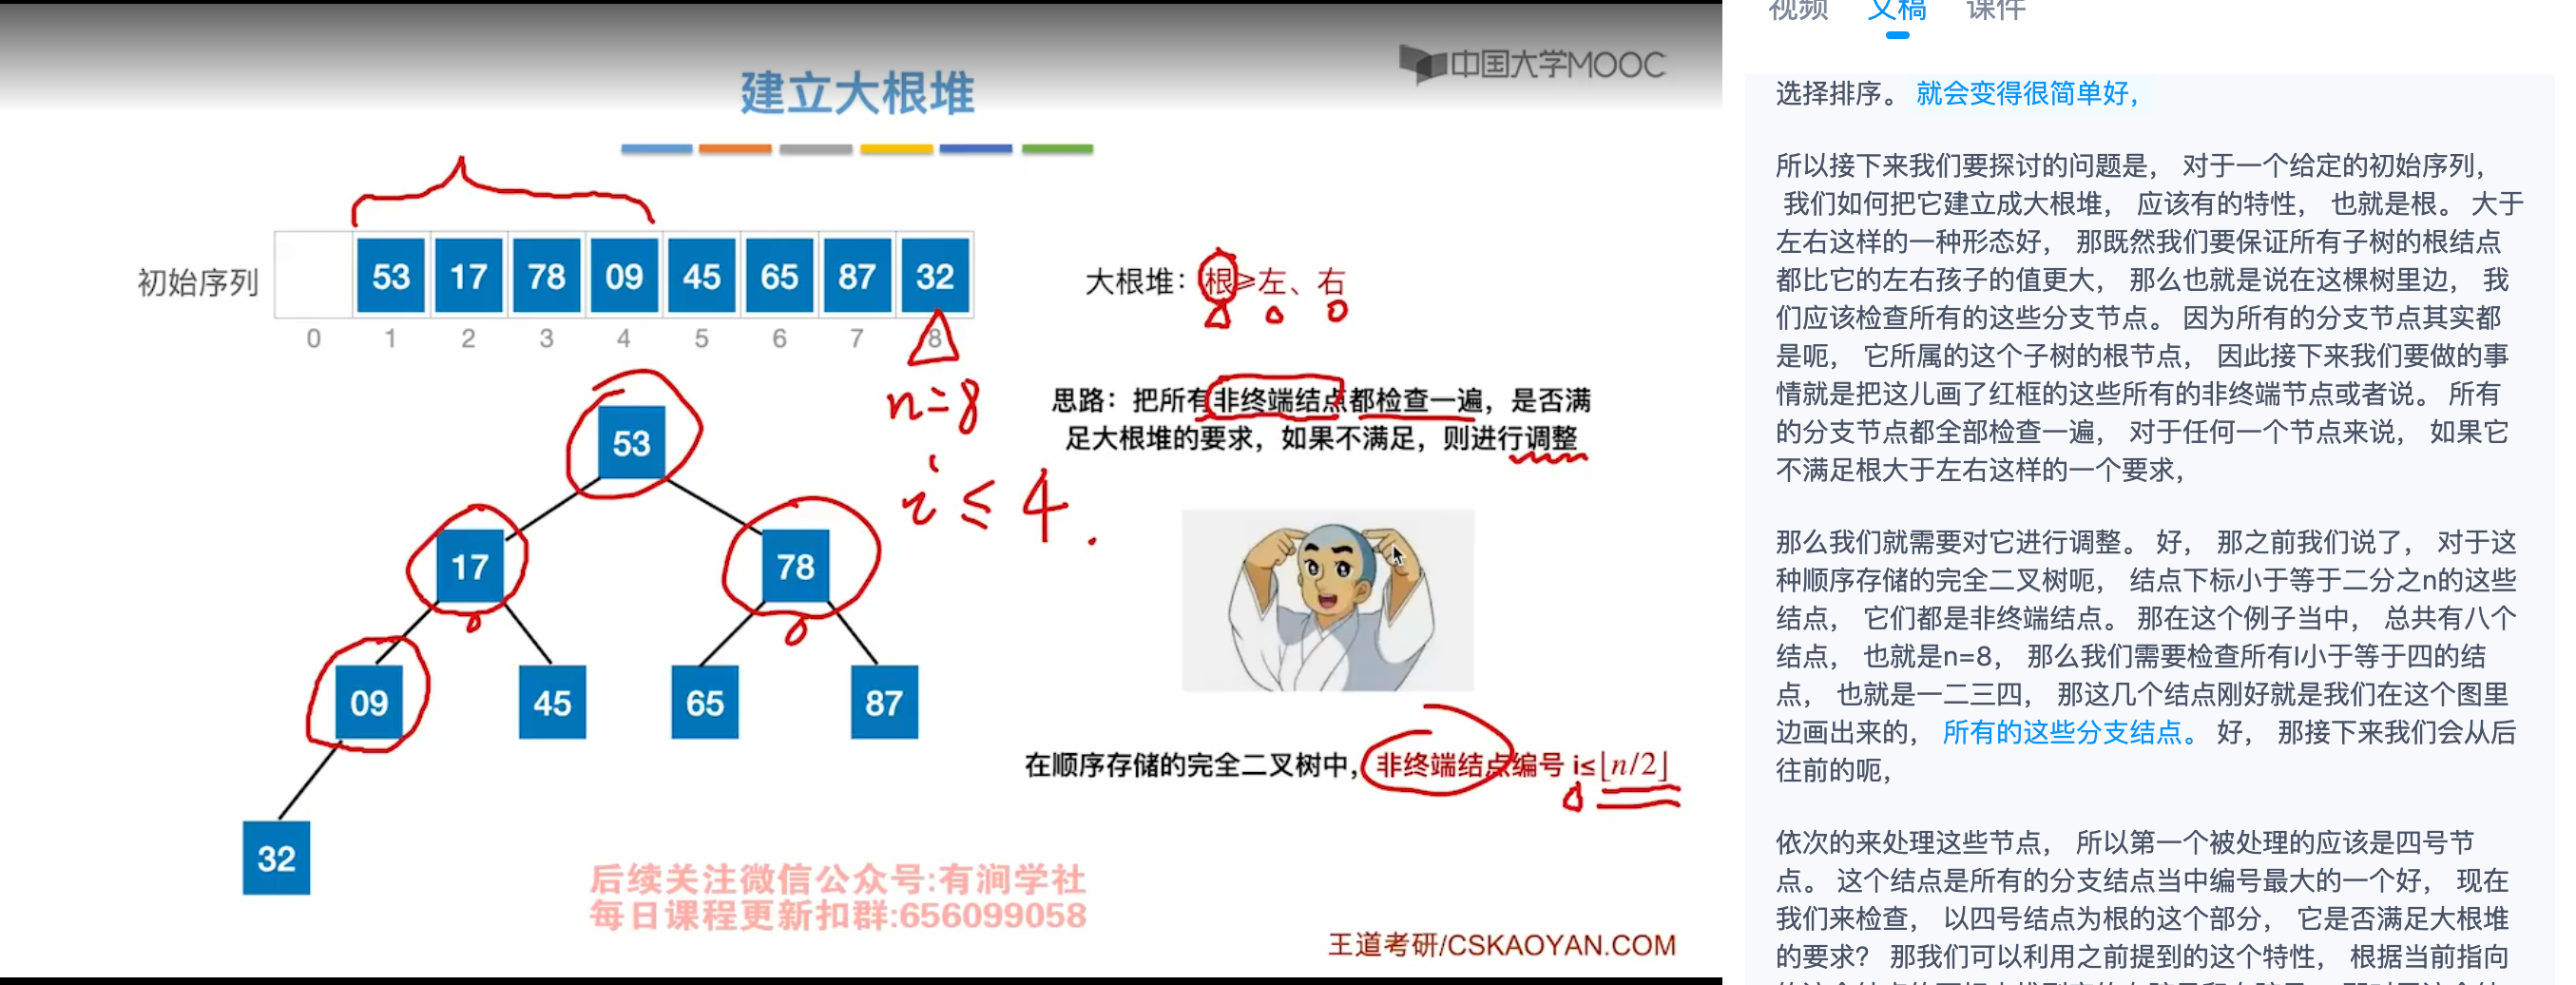 中国大学MOOC
建立大根堆
初始序列
53 17 78 09 45 65 87 32
0 1 2 3 4 5 6 7 8
n=8
i ≤ 4.
大根堆：根≥左、右
思路：把所有非终端结点都检查一遍，是否满
足大根堆的要求，如果不满足，则进行调整
53
17 78
09 45 65 87
32
在顺序存储的完全二叉树中，非终端结点编号 i≤⌊n/2⌋
后续关注微信公众号:有涧学社
每日课程更新扣群:656099058
王道考研/CSKAOYAN.COM
视频 文稿 课件
选择排序。 就会变得很简单好，
所以接下来我们要探讨的问题是， 对于一个给定的初始序列，
我们如何把它建立成大根堆， 应该有的特性， 也就是根。 大于
左右这样的一种形态好， 那既然我们要保证所有子树的根结点
都比它的左右孩子的值更大， 那么也就是说在这棵树里边， 我
们应该检查所有的这些分支节点。 因为所有的分支节点其实都
是呃， 它所属的这个子树的根节点， 因此接下来我们要做的事
情就是把这儿画了红框的这些所有的非终端节点或者说。 所有
的分支节点都全部检查一遍， 对于任何一个节点来说， 如果它
不满足根大于左右这样的一个要求，
那么我们就需要对它进行调整。 好， 那之前我们说了， 对于这
种顺序存储的完全二叉树呃， 结点下标小于等于二分之n的这些
结点， 它们都是非终端结点。 那在这个例子当中， 总共有八个
结点， 也就是n=8， 那么我们需要检查所有I小于等于四的结
点， 也就是一二三四， 那这几个结点刚好就是我们在这个图里
边画出来的， 所有的这些分支结点。 好， 那接下来我们会从后
往前的呃，
依次的来处理这些节点， 所以第一个被处理的应该是四号节
点。 这个结点是所有的分支结点当中编号最大的一个好， 现在
我们来检查， 以四号结点为根的这个部分， 它是否满足大根堆
的要求？ 那我们可以利用之前提到的这个特性， 根据当前指向